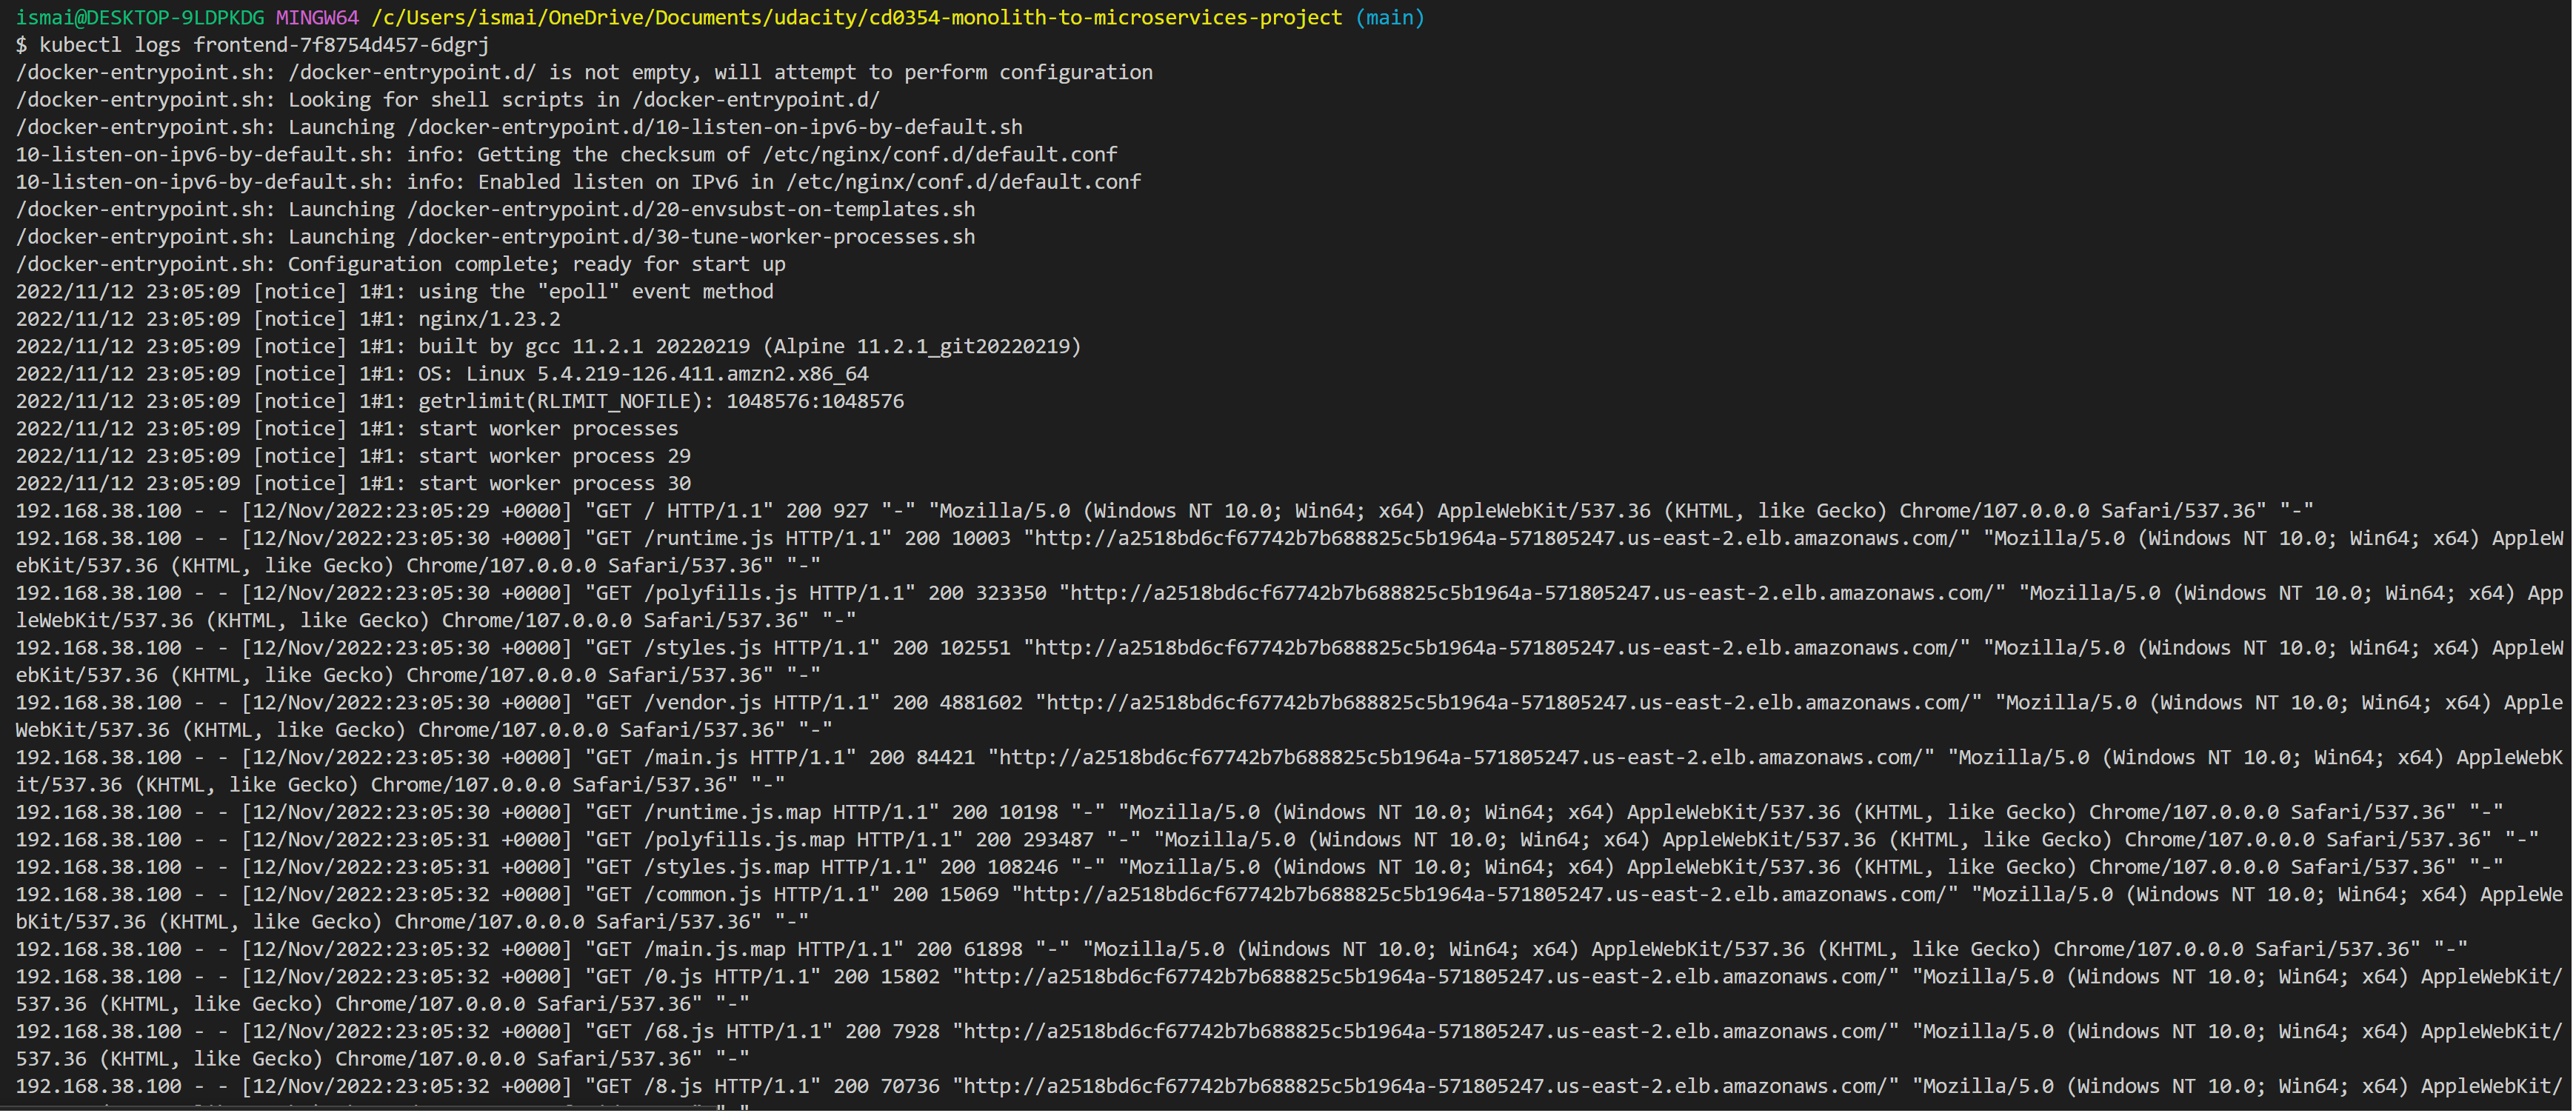 ismai@DESKTOP-9LDPKDG MINGW64 /c/Users/ismai/OneDrive/Documents/udacity/cd0354-monolith-to-microservices-project (main)
$ kubectl logs frontend-7f8754d457-6dgrj
/docker-entrypoint.sh: /docker-entrypoint.d/ is not empty, will attempt to perform configuration
/docker-entrypoint.sh: Looking for shell scripts in /docker-entrypoint.d/
/docker-entrypoint.sh: Launching /docker-entrypoint.d/10-listen-on-ipv6-by-default.sh
10-listen-on-ipv6-by-default.sh: info: Getting the checksum of /etc/nginx/conf.d/default.conf
10-listen-on-ipv6-by-default.sh: info: Enabled listen on IPv6 in /etc/nginx/conf.d/default.conf
/docker-entrypoint.sh: Launching /docker-entrypoint.d/20-envsubst-on-templates.sh
/docker-entrypoint.sh: Launching /docker-entrypoint.d/30-tune-worker-processes.sh
/docker-entrypoint.sh: Configuration complete; ready for start up
2022/11/12 23:05:09 [notice] 1#1: using the "epoll" event method
2022/11/12 23:05:09 [notice] 1#1: nginx/1.23.2
2022/11/12 23:05:09 [notice] 1#1: built by gcc 11.2.1 20220219 (Alpine 11.2.1_git20220219)
2022/11/12 23:05:09 [notice] 1#1: OS: Linux 5.4.219-126.411.amzn2.x86_64
2022/11/12 23:05:09 [notice] 1#1: getrlimit(RLIMIT_NOFILE): 1048576:1048576
2022/11/12 23:05:09 [notice] 1#1: start worker processes
2022/11/12 23:05:09 [notice] 1#1: start worker process 29
2022/11/12 23:05:09 [notice] 1#1: start worker process 30
192.168.38.100 - - [12/Nov/2022:23:05:29 +0000] "GET / HTTP/1.1" 200 927 "-" "Mozilla/5.0 (Windows NT 10.0; Win64; x64) AppleWebKit/537.36 (KHTML, like Gecko) Chrome/107.0.0.0 Safari/537.36" "-"
192.168.38.100 - - [12/Nov/2022:23:05:30 +0000] "GET /runtime.js HTTP/1.1" 200 10003 "http://a2518bd6cf67742b7b688825c5b1964a-571805247.us-east-2.elb.amazonaws.com/" "Mozilla/5.0 (Windows NT 10.0; Win64; x64) AppleW
ebKit/537.36 (KHTML, like Gecko) Chrome/107.0.0.0 Safari/537.36" "-"
192.168.38.100 - - [12/Nov/2022:23:05:30 +0000] "GET /polyfills.js HTTP/1.1" 200 323350 "http://a2518bd6cf67742b7b688825c5b1964a-571805247.us-east-2.elb.amazonaws.com/" "Mozilla/5.0 (Windows NT 10.0; Win64; x64) App
leWebKit/537.36 (KHTML, like Gecko) Chrome/107.0.0.0 Safari/537.36" "-"
192.168.38.100 - - [12/Nov/2022:23:05:30 +0000] "GET /styles.js HTTP/1.1" 200 102551 "http://a2518bd6cf67742b7b688825c5b1964a-571805247.us-east-2.elb.amazonaws.com/" "Mozilla/5.0 (Windows NT 10.0; Win64; x64) AppleW
ebKit/537.36 (KHTML, like Gecko) Chrome/107.0.0.0 Safari/537.36" "-"
192.168.38.100 - - [12/Nov/2022:23:05:30 +0000] "GET /vendor.js HTTP/1.1" 200 4881602 "http://a2518bd6cf67742b7b688825c5b1964a-571805247.us-east-2.elb.amazonaws.com/" "Mozilla/5.0 (Windows NT 10.0; Win64; x64) Apple
WebKit/537.36 (KHTML, like Gecko) Chrome/107.0.0.0 Safari/537.36" "-"
192.168.38.100 - - [12/Nov/2022:23:05:30 +0000] "GET /main.js HTTP/1.1" 200 84421 "http://a2518bd6cf67742b7b688825c5b1964a-571805247.us-east-2.elb.amazonaws.com/" "Mozilla/5.0 (Windows NT 10.0; Win64; x64) AppleWebK
it/537.36 (KHTML, like Gecko) Chrome/107.0.0.0 Safari/537.36" "-"
192.168.38.100 - - [12/Nov/2022:23:05:30 +0000] "GET /runtime.js.map HTTP/1.1" 200 10198 "-" "Mozilla/5.0 (Windows NT 10.0; Win64; x64) AppleWebKit/537.36 (KHTML, like Gecko) Chrome/107.0.0.0 Safari/537.36" "-"
192.168.38.100 - - [12/Nov/2022:23:05:31 +0000] "GET /polyfills.js.map HTTP/1.1" 200 293487 "-" "Mozilla/5.0 (Windows NT 10.0; Win64; x64) AppleWebKit/537.36 (KHTML, like Gecko) Chrome/107.0.0.0 Safari/537.36" "-"
192.168.38.100 - - [12/Nov/2022:23:05:31 +0000] "GET /styles.js.map HTTP/1.1" 200 108246 "-" "Mozilla/5.0 (Windows NT 10.0; Win64; x64) AppleWebKit/537.36 (KHTML, like Gecko) Chrome/107.0.0.0 Safari/537.36" "-"
192.168.38.100 - - [12/Nov/2022:23:05:32 +0000] "GET /common.js HTTP/1.1" 200 15069 "http://a2518bd6cf67742b7b688825c5b1964a-571805247.us-east-2.elb.amazonaws.com/" "Mozilla/5.0 (Windows NT 10.0; Win64; x64) AppleWe
bKit/537.36 (KHTML, like Gecko) Chrome/107.0.0.0 Safari/537.36" "-"
192.168.38.100 - - [12/Nov/2022:23:05:32 +0000] "GET /main.js.map HTTP/1.1" 200 61898 "-" "Mozilla/5.0 (Windows NT 10.0; Win64; x64) AppleWebKit/537.36 (KHTML, like Gecko) Chrome/107.0.0.0 Safari/537.36" "-"
192.168.38.100 - - [12/Nov/2022:23:05:32 +0000] "GET /0.js HTTP/1.1" 200 15802 "http://a2518bd6cf67742b7b688825c5b1964a-571805247.us-east-2.elb.amazonaws.com/" "Mozilla/5.0 (Windows NT 10.0; Win64; x64) AppleWebKit/
537.36 (KHTML, like Gecko) Chrome/107.0.0.0 Safari/537.36" "-"
192.168.38.100 - - [12/Nov/2022:23:05:32 +0000] "GET /68.js HTTP/1.1" 200 7928 "http://a2518bd6cf67742b7b688825c5b1964a-571805247.us-east-2.elb.amazonaws.com/" "Mozilla/5.0 (Windows NT 10.0; Win64; x64) AppleWebKit/
537.36 (KHTML, like Gecko) Chrome/107.0.0.0 Safari/537.36" "-"
192.168.38.100 - - [12/Nov/2022:23:05:32 +0000] "GET /8.js HTTP/1.1" 200 70736 "http://a2518bd6cf67742b7b688825c5b1964a-571805247.us-east-2.elb.amazonaws.com/" "Mozilla/5.0 (Windows NT 10.0; Win64; x64) AppleWebKit/